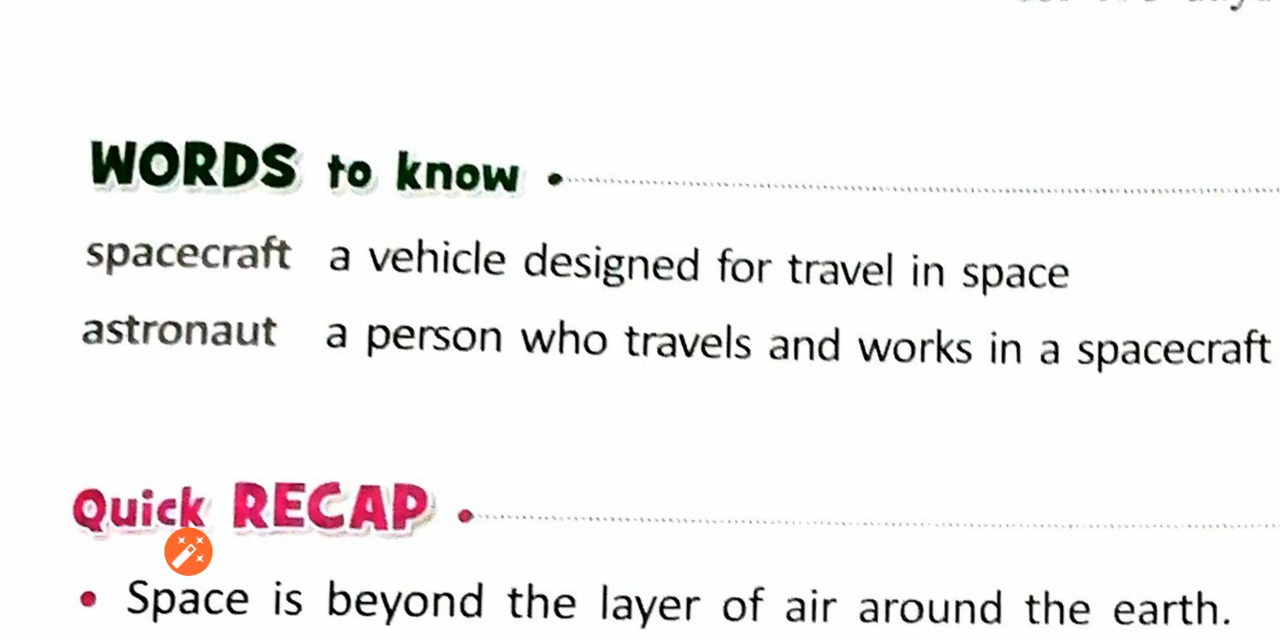 WORDS to know
spacecraft a vehicle designed for travel in space
astronaut a person who travels and works in a spacecraft
Quick RECAP
• Space is beyond the layer of air around the earth.